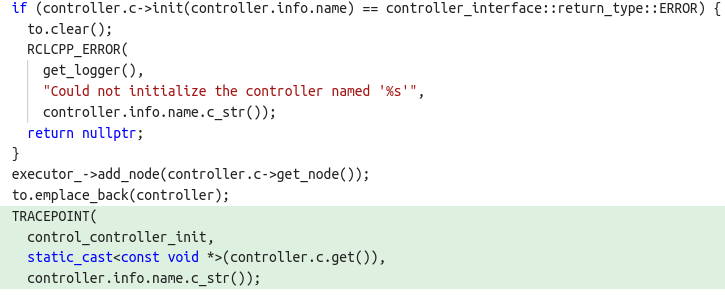 if (controller.c->init(controller.info.name) == controller_interface::return_type::ERROR) {
  to.clear();
  RCLCPP_ERROR(
    get_logger(),
    "Could not initialize the controller named '%s'",
    controller.info.name.c_str());
  return nullptr;
}
executor_->add_node(controller.c->get_node());
to.emplace_back(controller);
TRACEPOINT(
  control_controller_init,
  static_cast<const void *>(controller.c.get()),
  controller.info.name.c_str());